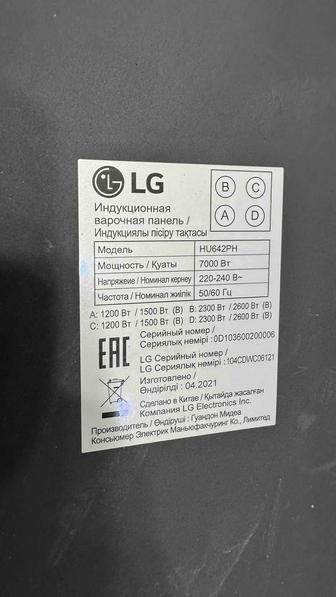 LG
B C
A D
Индукционная
варочная панель /
Индукциялы пісіру тақтасы
Модель HU642PH
Мощность / Қуаты 7000 Вт
Напряжеие / Номинал кернеу 220-240 В~
Частота / Номинал жиілік 50/60 Гц
A: 1200 Вт / 1500 Вт (B) B: 2300 Вт / 2600 Вт (B)
C: 1200 Вт / 1500 Вт (B) D: 2300 Вт / 2600 Вт (B)
Серийный номер /
Сериялық нөмірі :0D103600200006
LG Серийный номер /
LG Сериялық нөмірі :104CDWC06121
Изготовлено /
Өндірілді : 04.2021
EAC
Сделано в Китае / Қытайда жасалған
Компания LG Electronics Inc.
Производитель / Өндіруші : Гуандон Мидеа
Консьюмер Электрик Маньюфакчуринг Ко., Лимитед